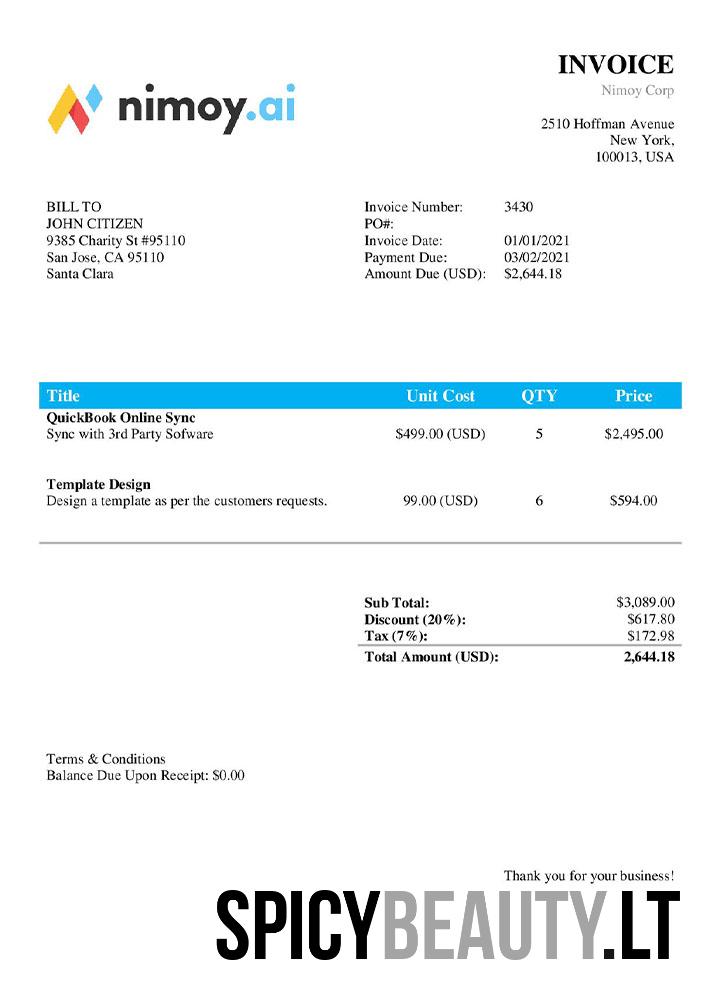 INVOICE
Nimoy Corp
nimoy.ai
2510 Hoffman Avenue
New York,
100013, USA
BILL TO
JOHN CITIZEN
9385 Charity St #95110
San Jose, CA 95110
Santa Clara
Invoice Number: 3430
PO#:
Invoice Date: 01/01/2021
Payment Due: 03/02/2021
Amount Due (USD): $2,644.18
Title Unit Cost QTY Price
QuickBook Online Sync
Sync with 3rd Party Sofware $499.00 (USD) 5 $2,495.00
Template Design
Design a template as per the customers requests. 99.00 (USD) 6 $594.00
Sub Total: $3,089.00
Discount (20%): $617.80
Tax (7%): $172.98
Total Amount (USD): 2,644.18
Terms & Conditions
Balance Due Upon Receipt: $0.00
Thank you for your business!
SPICYBEAUTY.LT